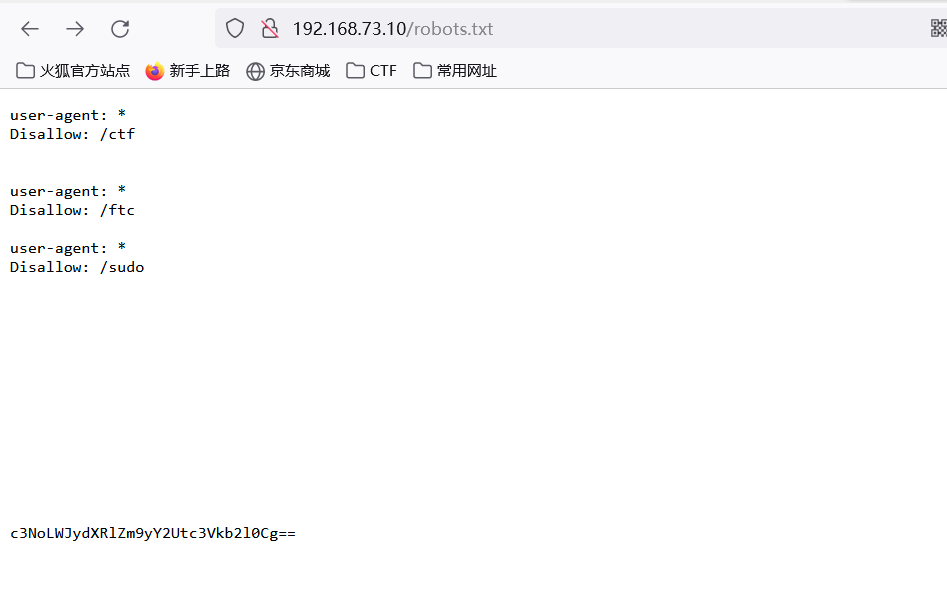 192.168.73.10/robots.txt
火狐官方站点 新手上路 京东商城 CTF 常用网址
user-agent: *
Disallow: /ctf
user-agent: *
Disallow: /ftc
user-agent: *
Disallow: /sudo
c3NoLWJydXRlZm9yY2Utc3Vkb2l0Cg==